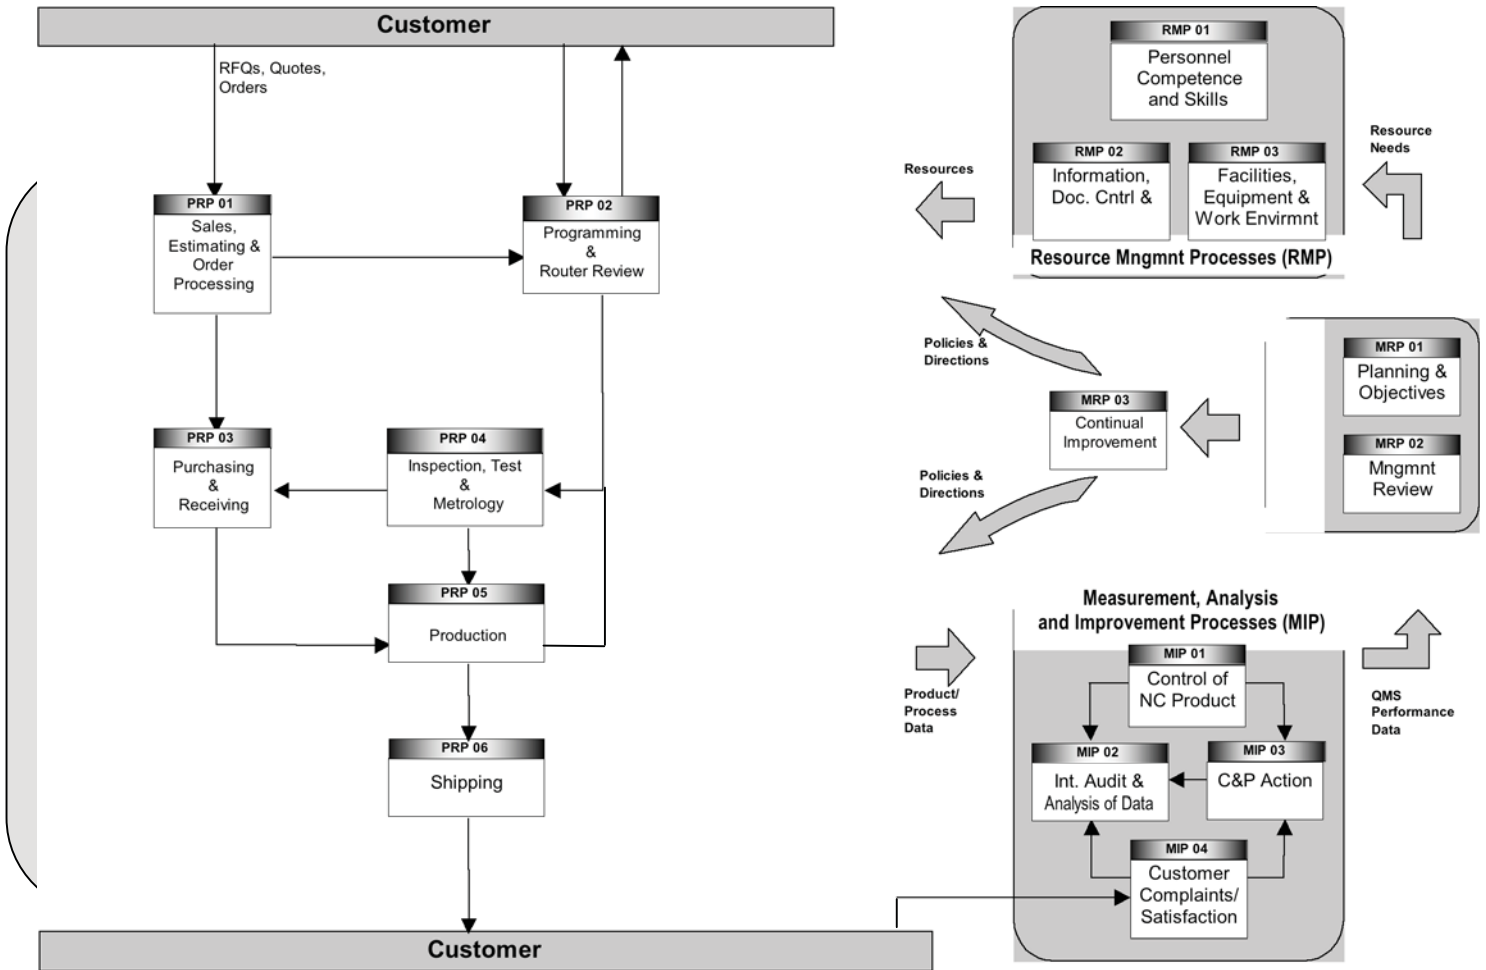 Customer
RFQs, Quotes,
Orders
PRP 01
Sales,
Estimating &
Order
Processing
PRP 02
Programming
&
Router Review
PRP 03
Purchasing
&
Receiving
PRP 04
Inspection, Test
&
Metrology
PRP 05
Production
PRP 06
Shipping
Customer
RMP 01
Personnel
Competence
and Skills
RMP 02
Information,
Doc. Cntrl &
RMP 03
Facilities,
Equipment &
Work Envirmnt
Resource Mngmnt Processes (RMP)
Resources
Resource
Needs
Policies &
Directions
MRP 03
Continual
Improvement
MRP 01
Planning &
Objectives
MRP 02
Mngmnt
Review
Policies &
Directions
Measurement, Analysis
and Improvement Processes (MIP)
Product/
Process
Data
MIP 01
Control of
NC Product
MIP 02
Int. Audit &
Analysis of Data
MIP 03
C&P Action
MIP 04
Customer
Complaints/
Satisfaction
QMS
Performance
Data